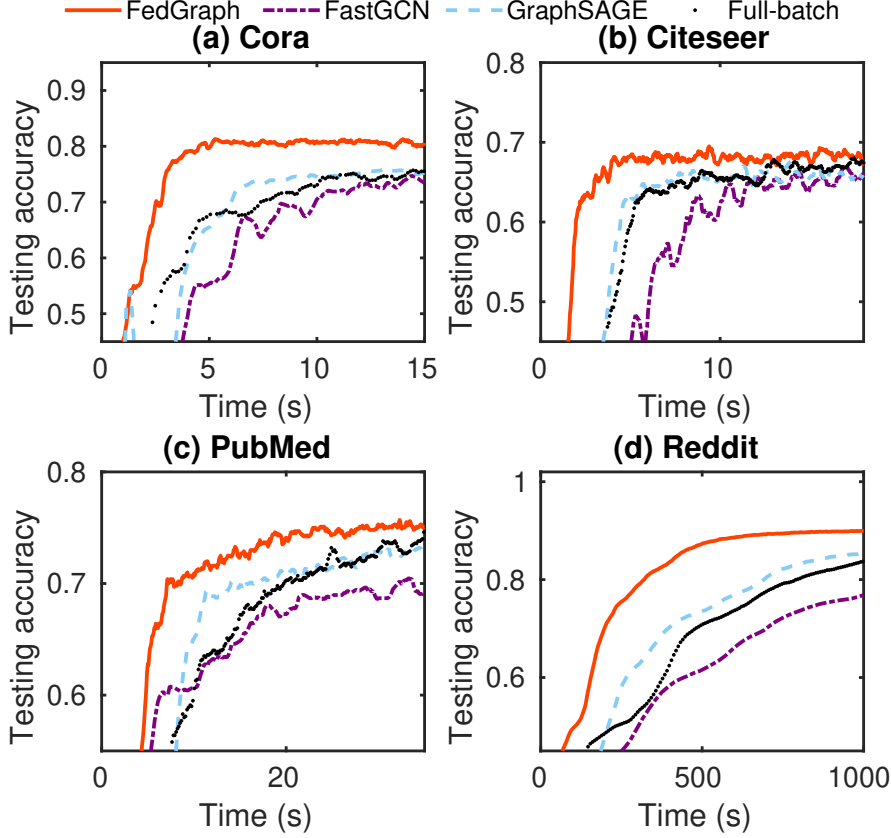 FedGraph FastGCN GraphSAGE Full-batch
(a) Cora
Testing accuracy
0.9
0.8
0.7
0.6
0.5
0 5 10 15
Time (s)
(b) Citeseer
Testing accuracy
0.8
0.7
0.6
0.5
0 10
Time (s)
(c) PubMed
Testing accuracy
0.8
0.7
0.6
0 20
Time (s)
(d) Reddit
Testing accuracy
1
0.8
0.6
0 500 1000
Time (s)